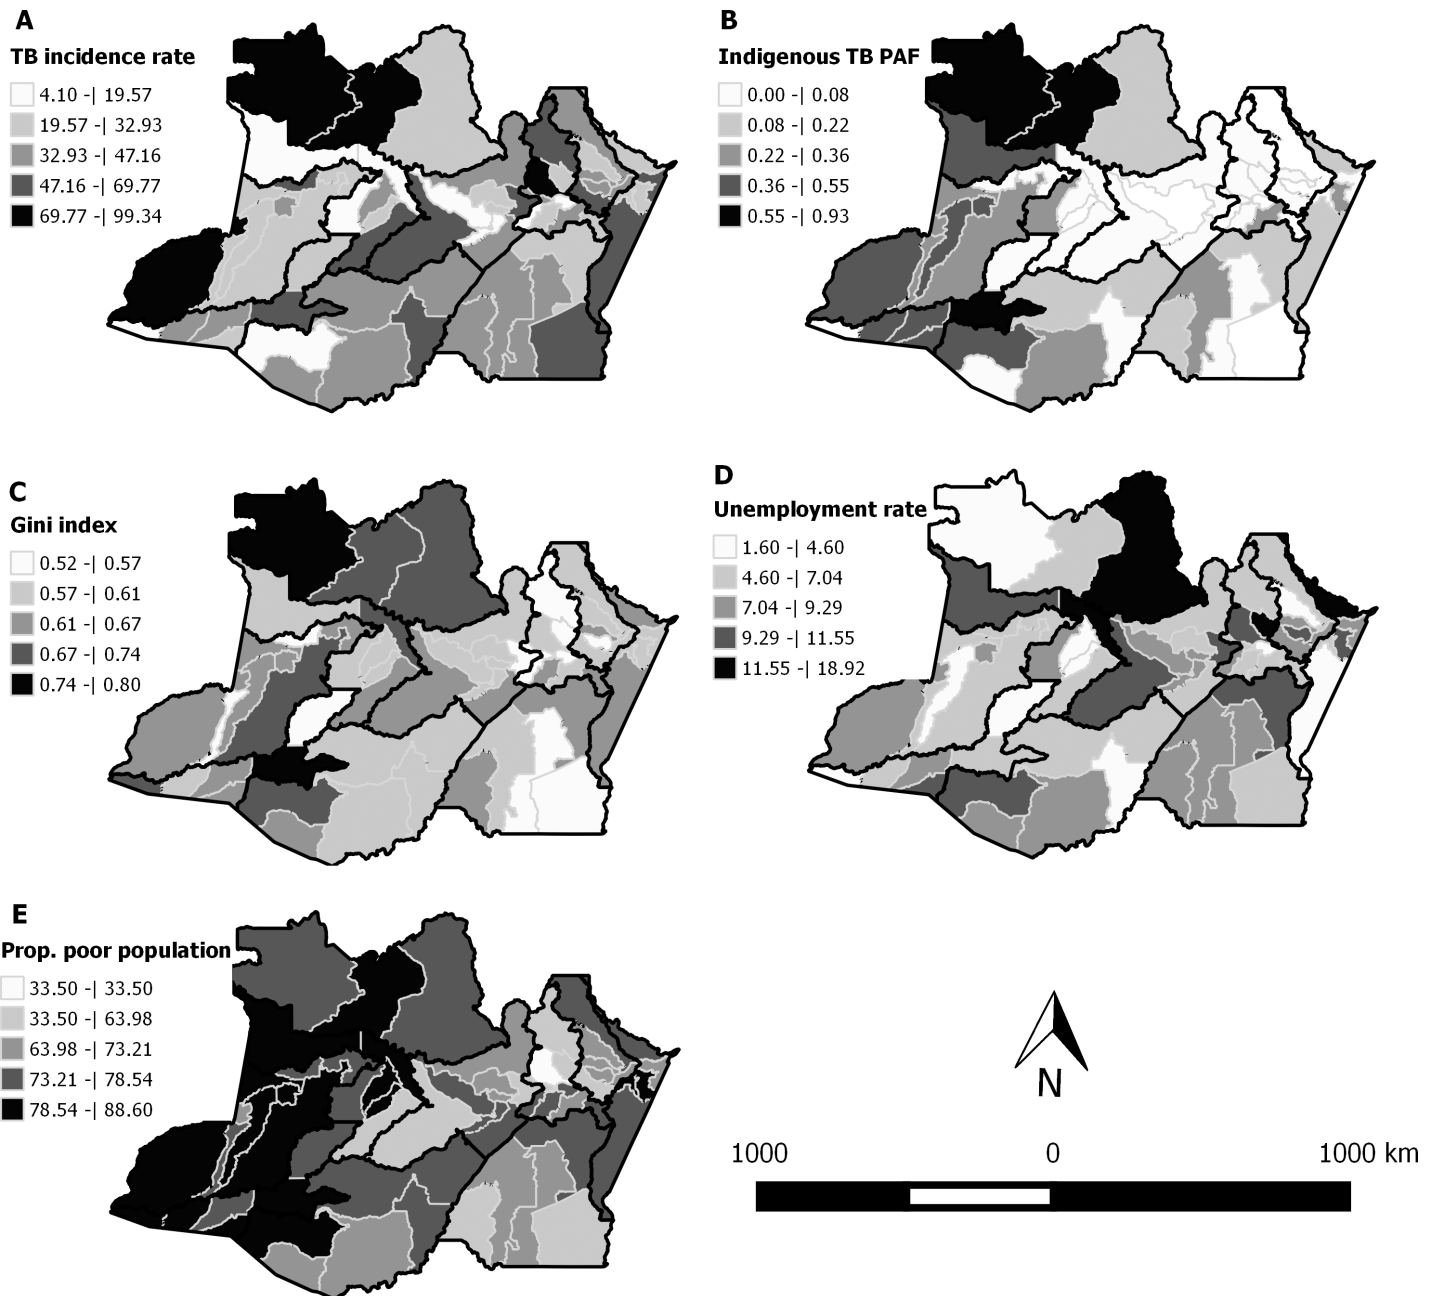 A
TB incidence rate
4.10 -| 19.57
19.57 -| 32.93
32.93 -| 47.16
47.16 -| 69.77
69.77 -| 99.34
B
Indigenous TB PAF
0.00 -| 0.08
0.08 -| 0.22
0.22 -| 0.36
0.36 -| 0.55
0.55 -| 0.93
C
Gini index
0.52 -| 0.57
0.57 -| 0.61
0.61 -| 0.67
0.67 -| 0.74
0.74 -| 0.80
D
Unemployment rate
1.60 -| 4.60
4.60 -| 7.04
7.04 -| 9.29
9.29 -| 11.55
11.55 -| 18.92
E
Prop. poor population
33.50 -| 33.50
33.50 -| 63.98
63.98 -| 73.21
73.21 -| 78.54
78.54 -| 88.60
N
1000 0 1000 km